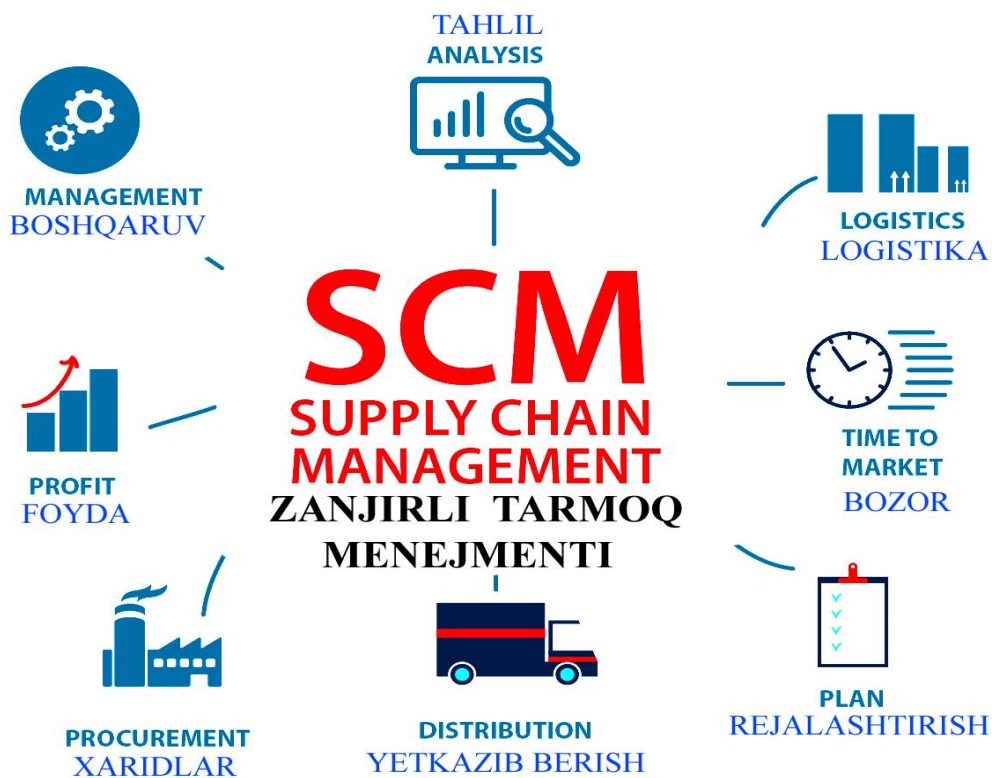 TAHLIL
ANALYSIS
MANAGEMENT
BOSHQARUV
LOGISTICS
LOGISTIKA
SCM
SUPPLY CHAIN
MANAGEMENT
ZANJIRLI TARMOQ
MENEJMENTI
PROFIT
FOYDA
TIME TO
MARKET
BOZOR
PROCUREMENT
XARIDLAR
DISTRIBUTION
YETKAZIB BERISH
PLAN
REJALASHTIRISH